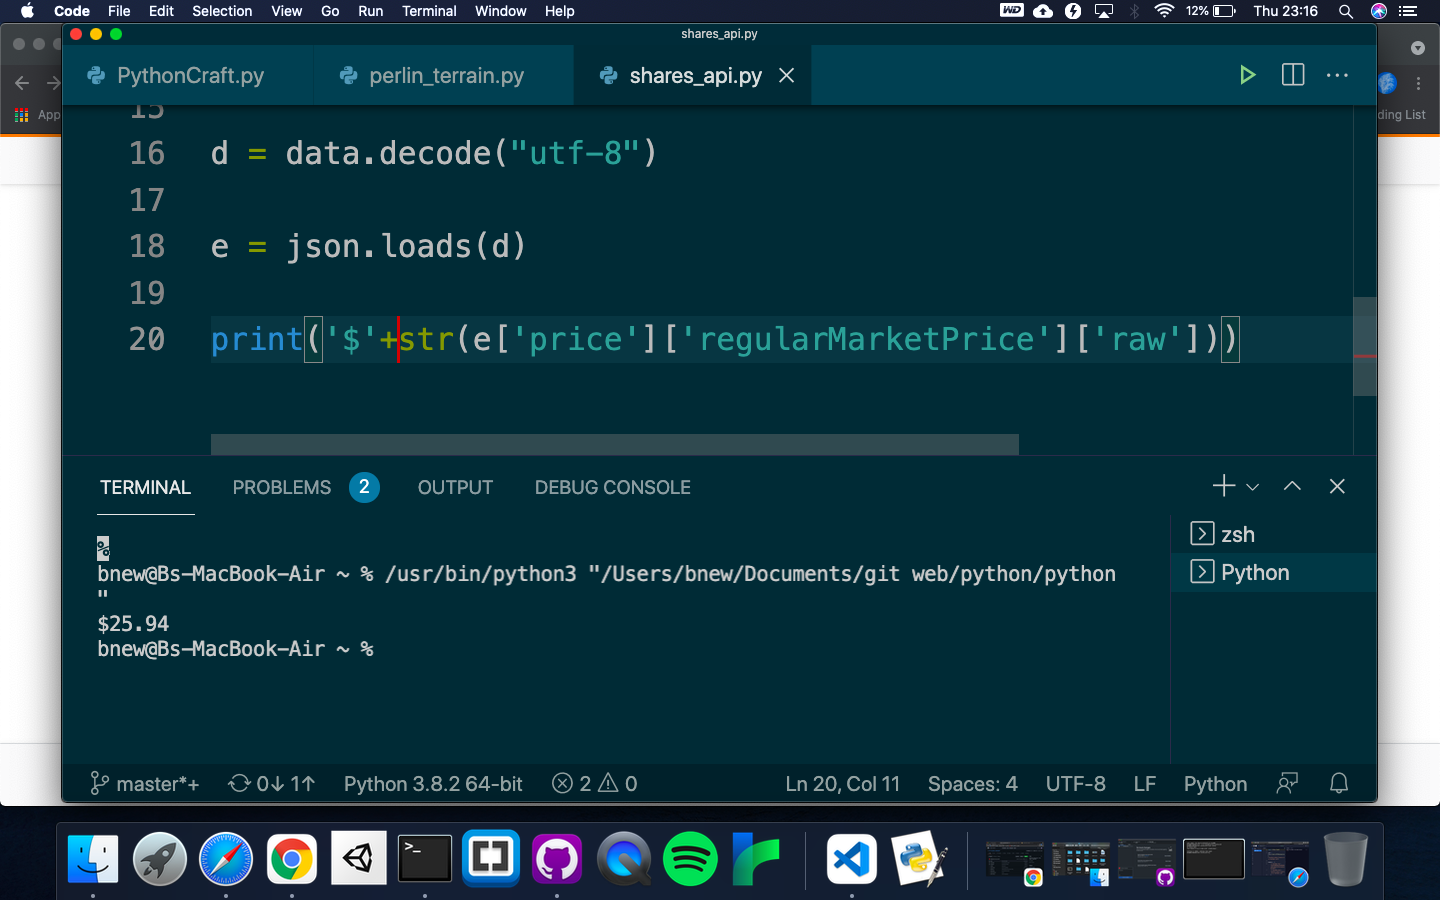 Code File Edit Selection View Go Run Terminal Window Help WD 12% Thu 23:16
shares_api.py
PythonCraft.py perlin_terrain.py shares_api.py
App
ding List
15
16 d = data.decode("utf-8")
17
18 e = json.loads(d)
19
20 print('$'+str(e['price']['regularMarketPrice']['raw']))
TERMINAL PROBLEMS 2 OUTPUT DEBUG CONSOLE
%
bnew@Bs-MacBook-Air ~ % /usr/bin/python3 "/Users/bnew/Documents/git web/python/python
"
$25.94
bnew@Bs-MacBook-Air ~ %
zsh
Python
master*+ 0↓ 1↑ Python 3.8.2 64-bit 2 0 Ln 20, Col 11 Spaces: 4 UTF-8 LF Python
>_